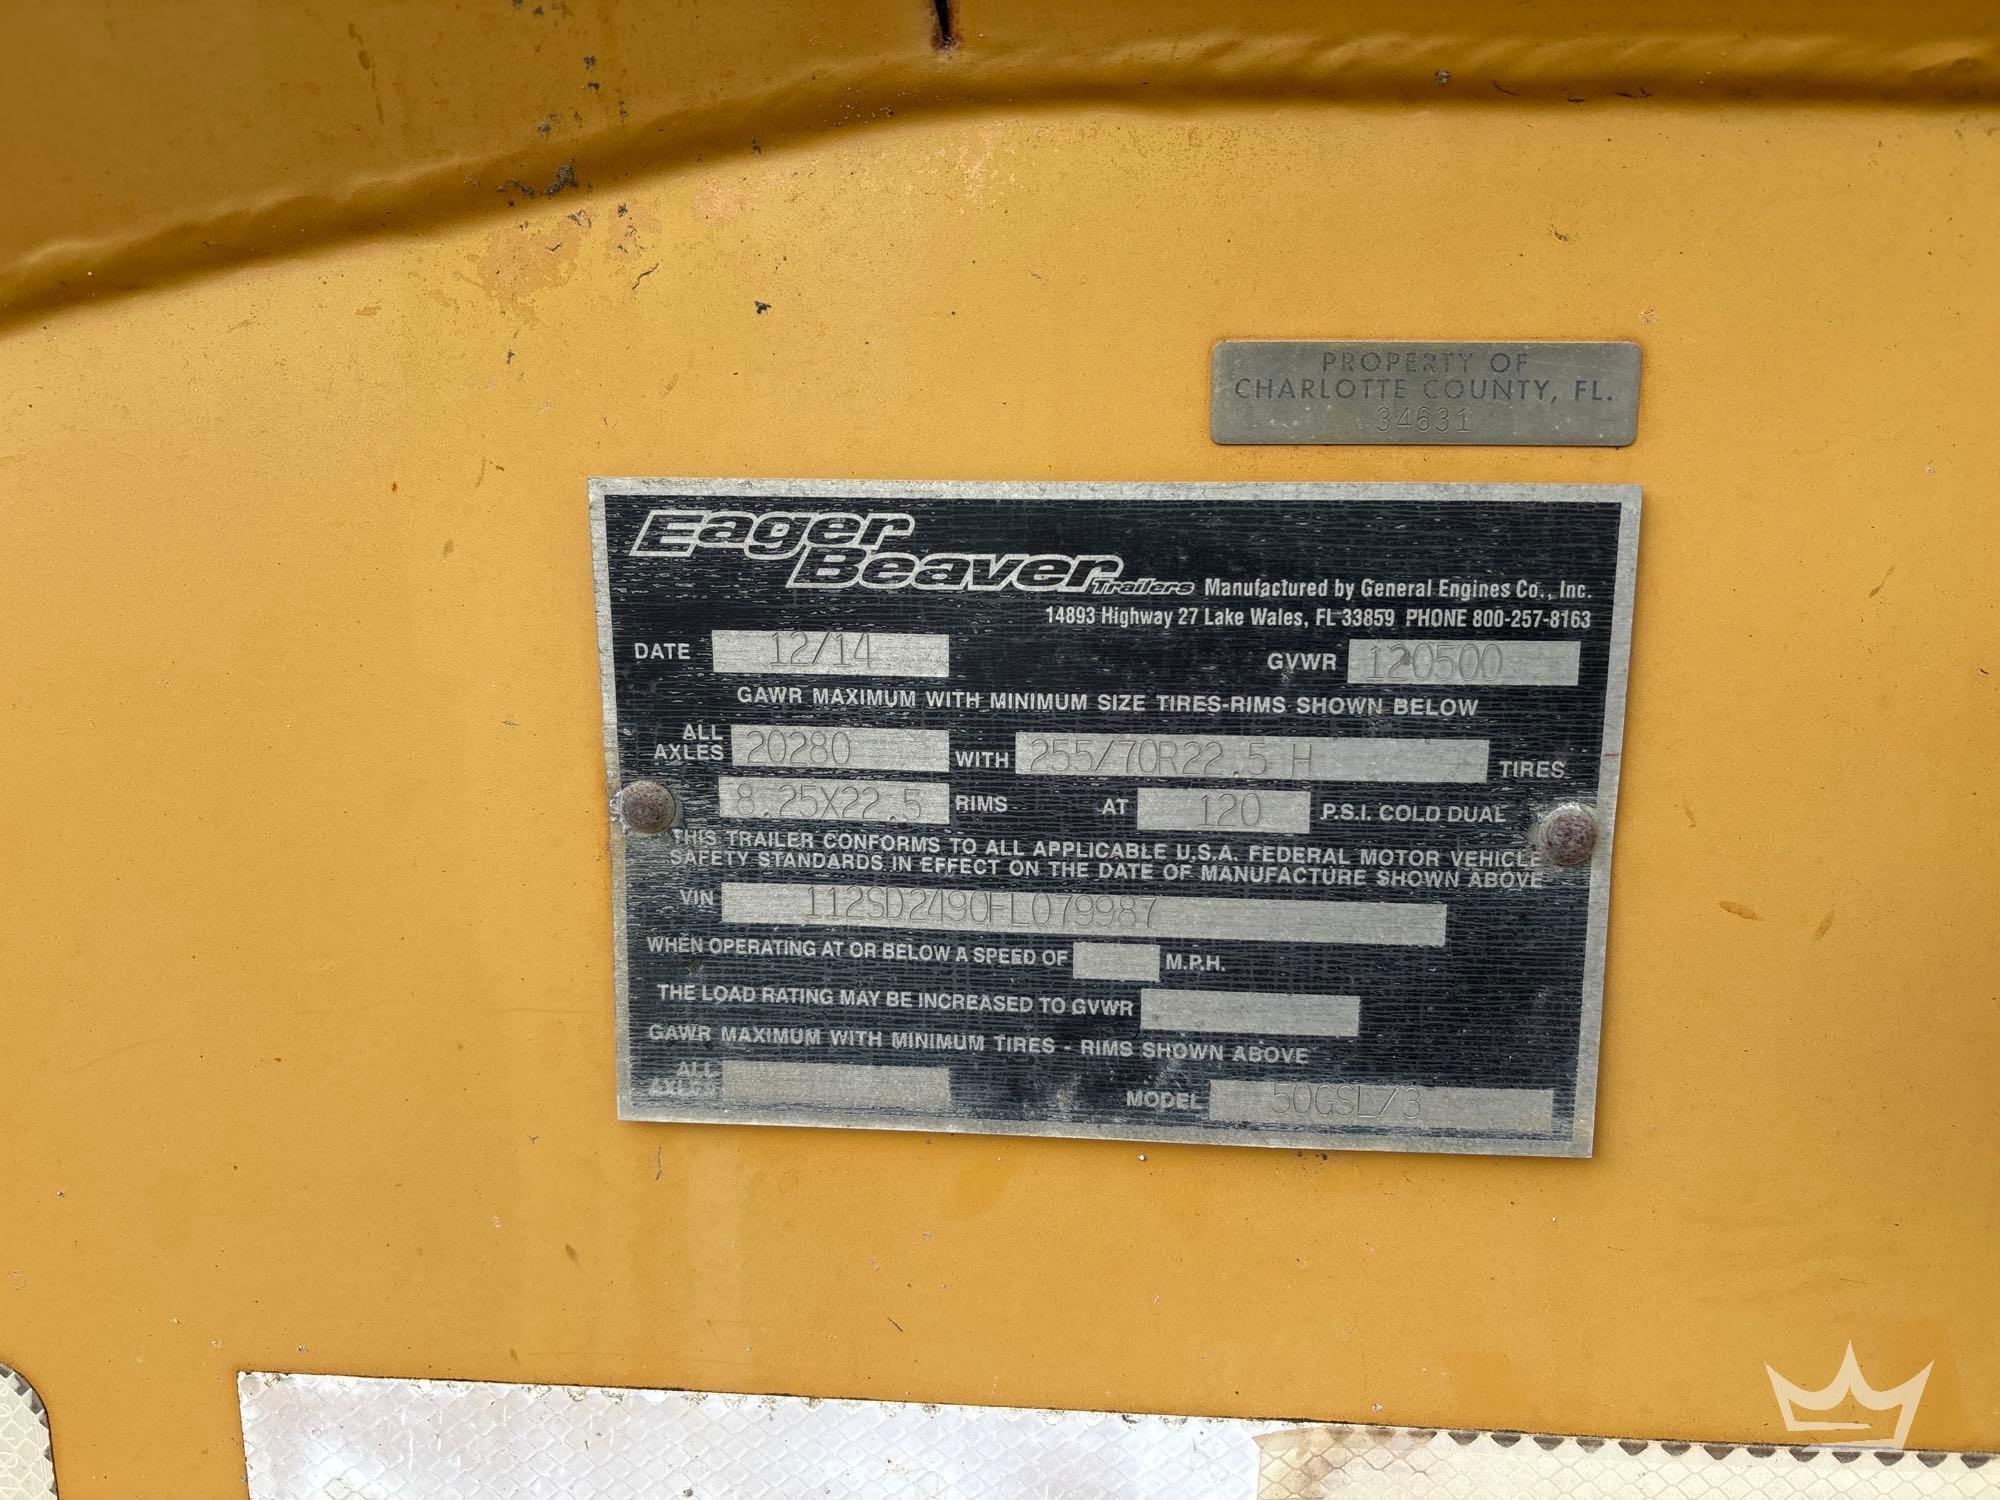 PROPERTY OF
CHARLOTTE COUNTY, FL.
34631
Eager
Beaver Trailers Manufactured by General Engines Co., Inc.
14893 Highway 27 Lake Wales, FL 33859 PHONE 800-257-8163
DATE 12/14 GVWR 120500
GAWR MAXIMUM WITH MINIMUM SIZE TIRES-RIMS SHOWN BELOW
ALL AXLES 20280 WITH 255/70R22.5 H TIRES
8.25X22.5 RIMS AT 120 P.S.I. COLD DUAL
THIS TRAILER CONFORMS TO ALL APPLICABLE U.S.A. FEDERAL MOTOR VEHICLE
SAFETY STANDARDS IN EFFECT ON THE DATE OF MANUFACTURE SHOWN ABOVE
VIN 112SD2490FL079987
WHEN OPERATING AT OR BELOW A SPEED OF M.P.H.
THE LOAD RATING MAY BE INCREASED TO GVWR
GAWR MAXIMUM WITH MINIMUM TIRES - RIMS SHOWN ABOVE
ALL AXLES MODEL 50GSL/3